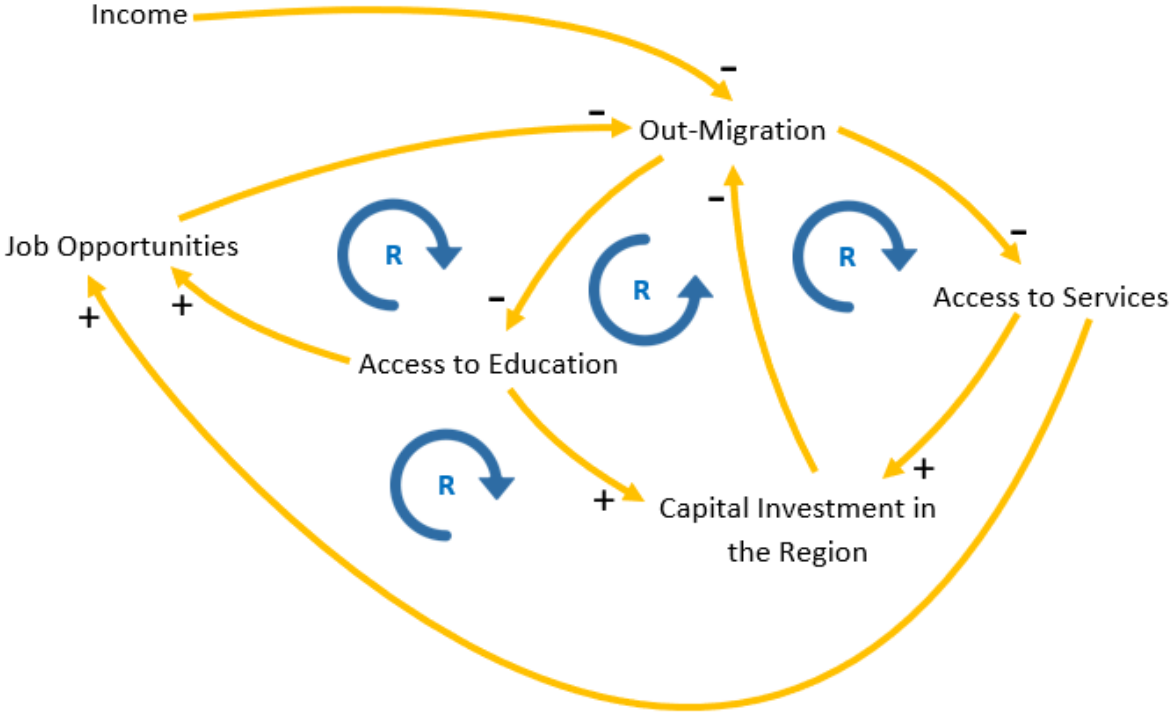 Income
-
-
Out-Migration
-
-
Job Opportunities
R
R
R
+
+
-
Access to Services
Access to Education
R
+
+
Capital Investment in
the Region